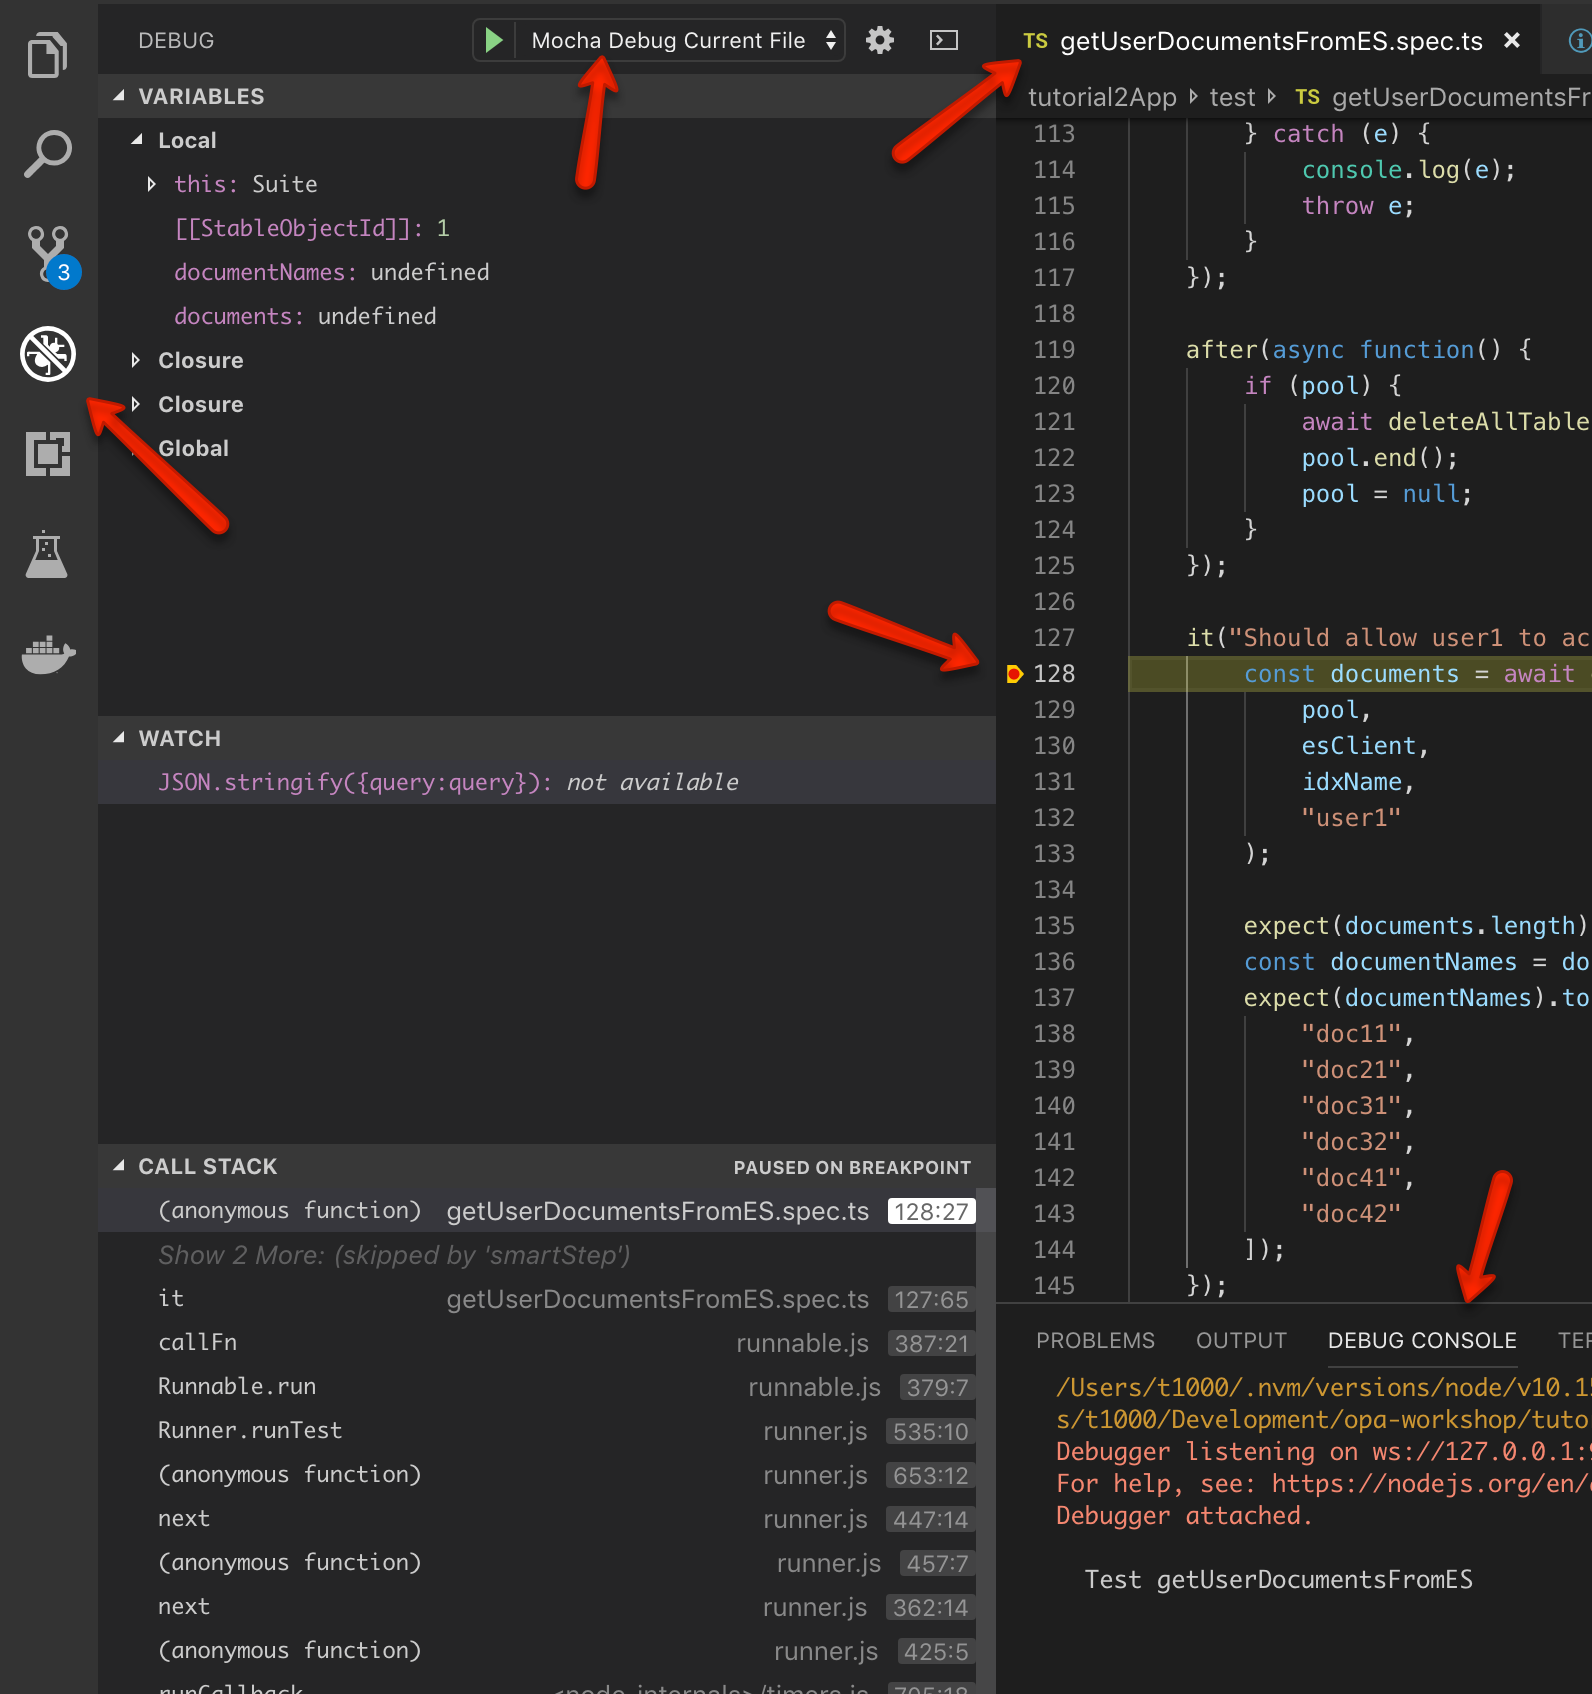 DEBUG
Mocha Debug Current File
VARIABLES
Local
this: Suite
[[StableObjectId]]: 1
documentNames: undefined
documents: undefined
Closure
Closure
Global
3
WATCH
JSON.stringify({query:query}): not available
CALL STACK
PAUSED ON BREAKPOINT
(anonymous function) getUserDocumentsFromES.spec.ts 128:27
Show 2 More: (skipped by 'smartStep')
it getUserDocumentsFromES.spec.ts 127:65
callFn runnable.js 387:21
Runnable.run runnable.js 379:7
Runner.runTest runner.js 535:10
(anonymous function) runner.js 653:12
next runner.js 447:14
(anonymous function) runner.js 457:7
next runner.js 362:14
(anonymous function) runner.js 425:5
runCallback <node_internals>/timers.js 705:18
TS getUserDocumentsFromES.spec.ts
tutorial2App test TS getUserDocumentsFr
113 } catch (e) {
114 console.log(e);
115 throw e;
116 }
117 });
118
119 after(async function() {
120 if (pool) {
121 await deleteAllTable
122 pool.end();
123 pool = null;
124 }
125 });
126
127 it("Should allow user1 to ac
128 const documents = await
129 pool,
130 esClient,
131 idxName,
132 "user1"
133 );
134
135 expect(documents.length)
136 const documentNames = do
137 expect(documentNames).to
138 "doc11",
139 "doc21",
140 "doc31",
141 "doc32",
142 "doc41",
143 "doc42"
144 ]);
145 });
PROBLEMS OUTPUT DEBUG CONSOLE TER
/Users/t1000/.nvm/versions/node/v10.15
s/t1000/Development/opa-workshop/tuto
Debugger listening on ws://127.0.0.1:9
For help, see: https://nodejs.org/en/
Debugger attached.
Test getUserDocumentsFromES